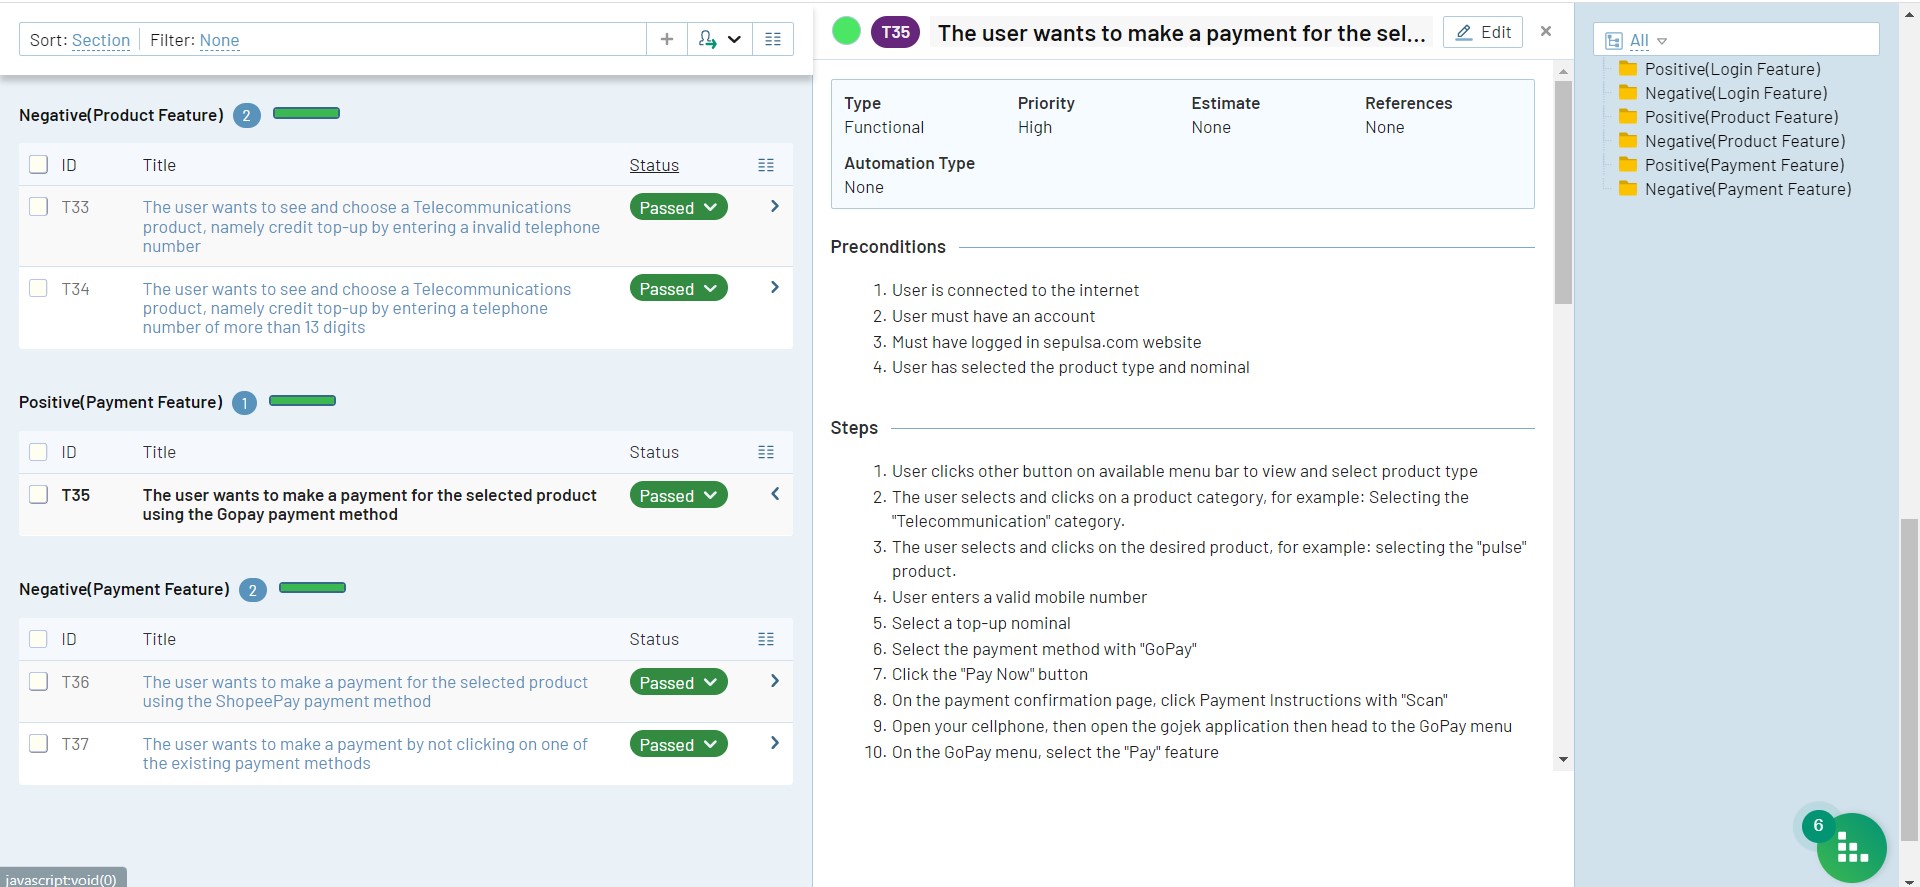 Sort: Section Filter: None
Negative(Product Feature) 2
ID Title Status
T33 The user wants to see and choose a Telecommunications Passed
product, namely credit top-up by entering a invalid telephone
number
T34 The user wants to see and choose a Telecommunications Passed
product, namely credit top-up by entering a telephone
number of more than 13 digits
Positive(Payment Feature) 1
ID Title Status
T35 The user wants to make a payment for the selected product Passed
using the Gopay payment method
Negative(Payment Feature) 2
ID Title Status
T36 The user wants to make a payment for the selected product Passed
using the ShopeePay payment method
T37 The user wants to make a payment by not clicking on one of Passed
the existing payment methods
javascript:void(0)
T35 The user wants to make a payment for the sel... Edit
Type Priority Estimate References
Functional High None None
Automation Type
None
Preconditions
1. User is connected to the internet
2. User must have an account
3. Must have logged in sepulsa.com website
4. User has selected the product type and nominal
Steps
1. User clicks other button on available menu bar to view and select product type
2. The user selects and clicks on a product category, for example: Selecting the
"Telecommunication" category.
3. The user selects and clicks on the desired product, for example: selecting the "pulse"
product.
4. User enters a valid mobile number
5. Select a top-up nominal
6. Select the payment method with "GoPay"
7. Click the "Pay Now" button
8. On the payment confirmation page, click Payment Instructions with "Scan"
9. Open your cellphone, then open the gojek application then head to the GoPay menu
10. On the GoPay menu, select the "Pay" feature
All
Positive(Login Feature)
Negative(Login Feature)
Positive(Product Feature)
Negative(Product Feature)
Positive(Payment Feature)
Negative(Payment Feature)
6